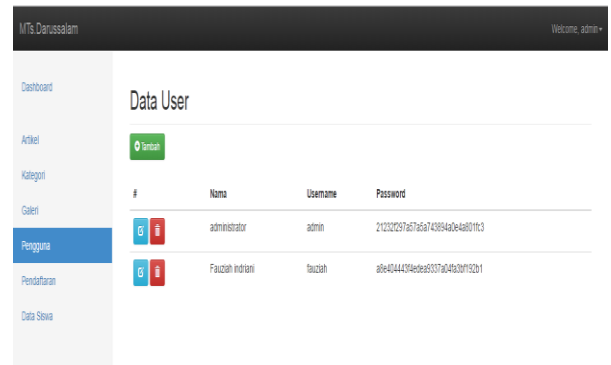 MTs.Darussalam
Welcome, admin
Dashboard
Artikel
Kategori
Galeri
Pengguna
Pendaftaran
Data Siswa
Data User
Tambah
# Nama Username Password
administrator admin 21232f297a57a5a743894a0e4a801fc3
Fauziah indriani fauziah